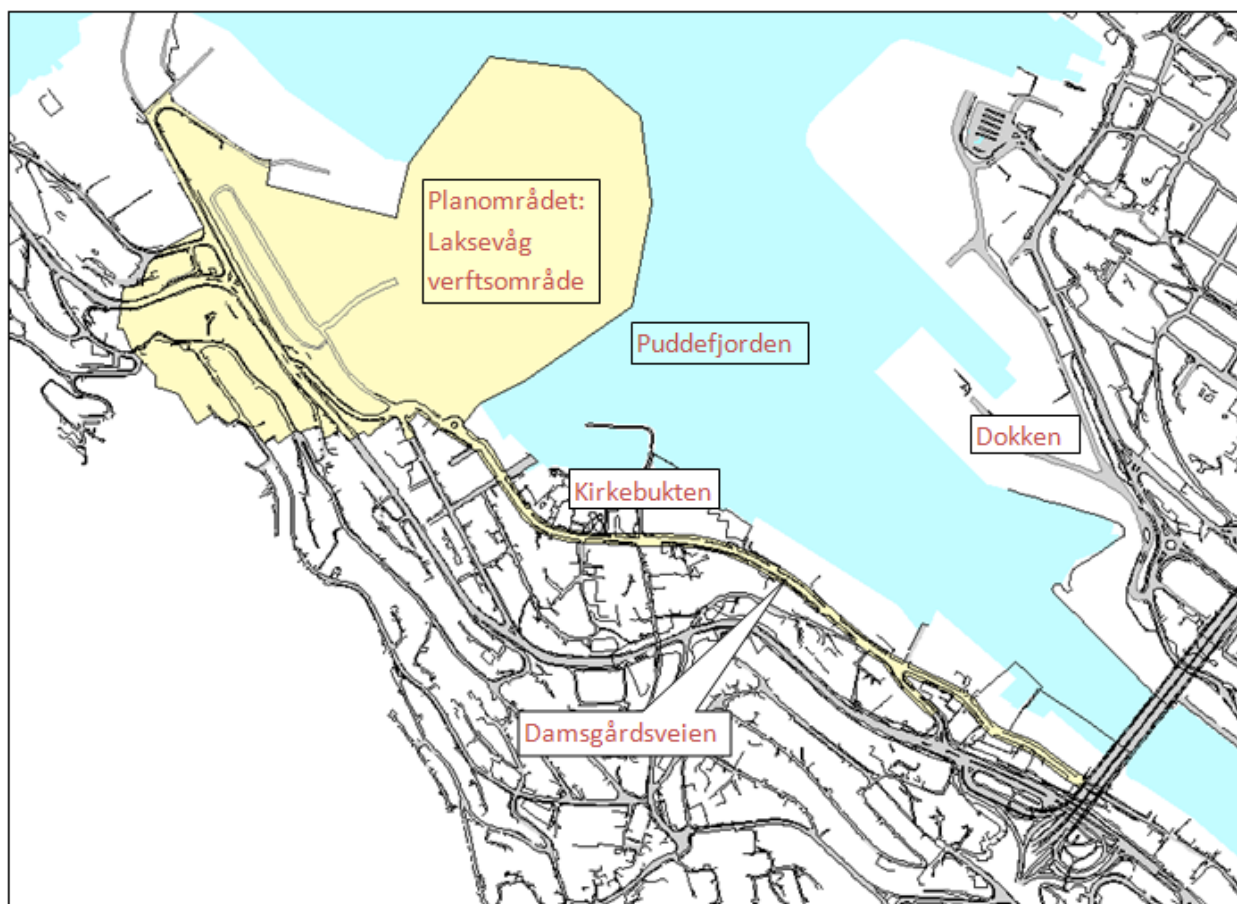 Planområdet:
Laksevåg
verftsområde
Puddefjorden
Dokken
Kirkebukten
Damsgårdsveien